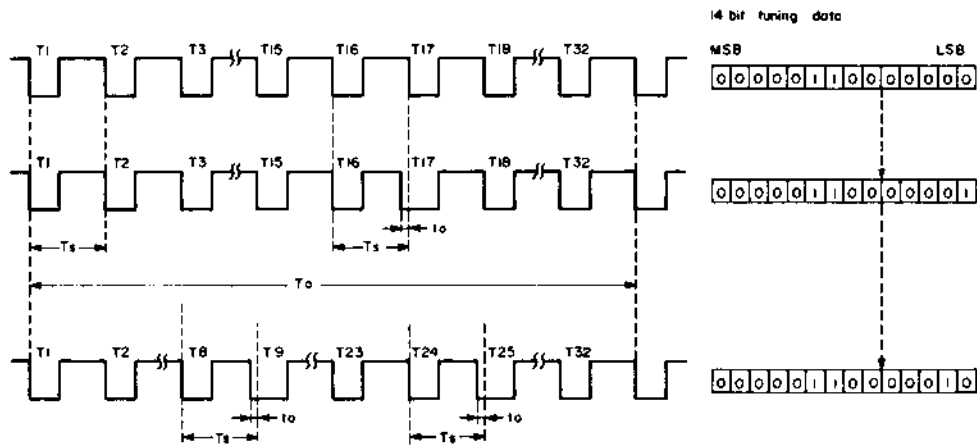 14 bit tuning data
MSB LSB
T1 T2 T3 T15 T16 T17 T18 T32
0 0 0 0 0 1 1 0 0 0 0 0 0 0
T1 T2 T3 T15 T16 T17 T18 T32
0 0 0 0 0 1 1 0 0 0 0 0 0 1
to
Ts Ts
To
T1 T2 T8 T9 T23 T24 T25 T32
0 0 0 0 0 1 1 0 0 0 0 0 1 0
to to
Ts Ts